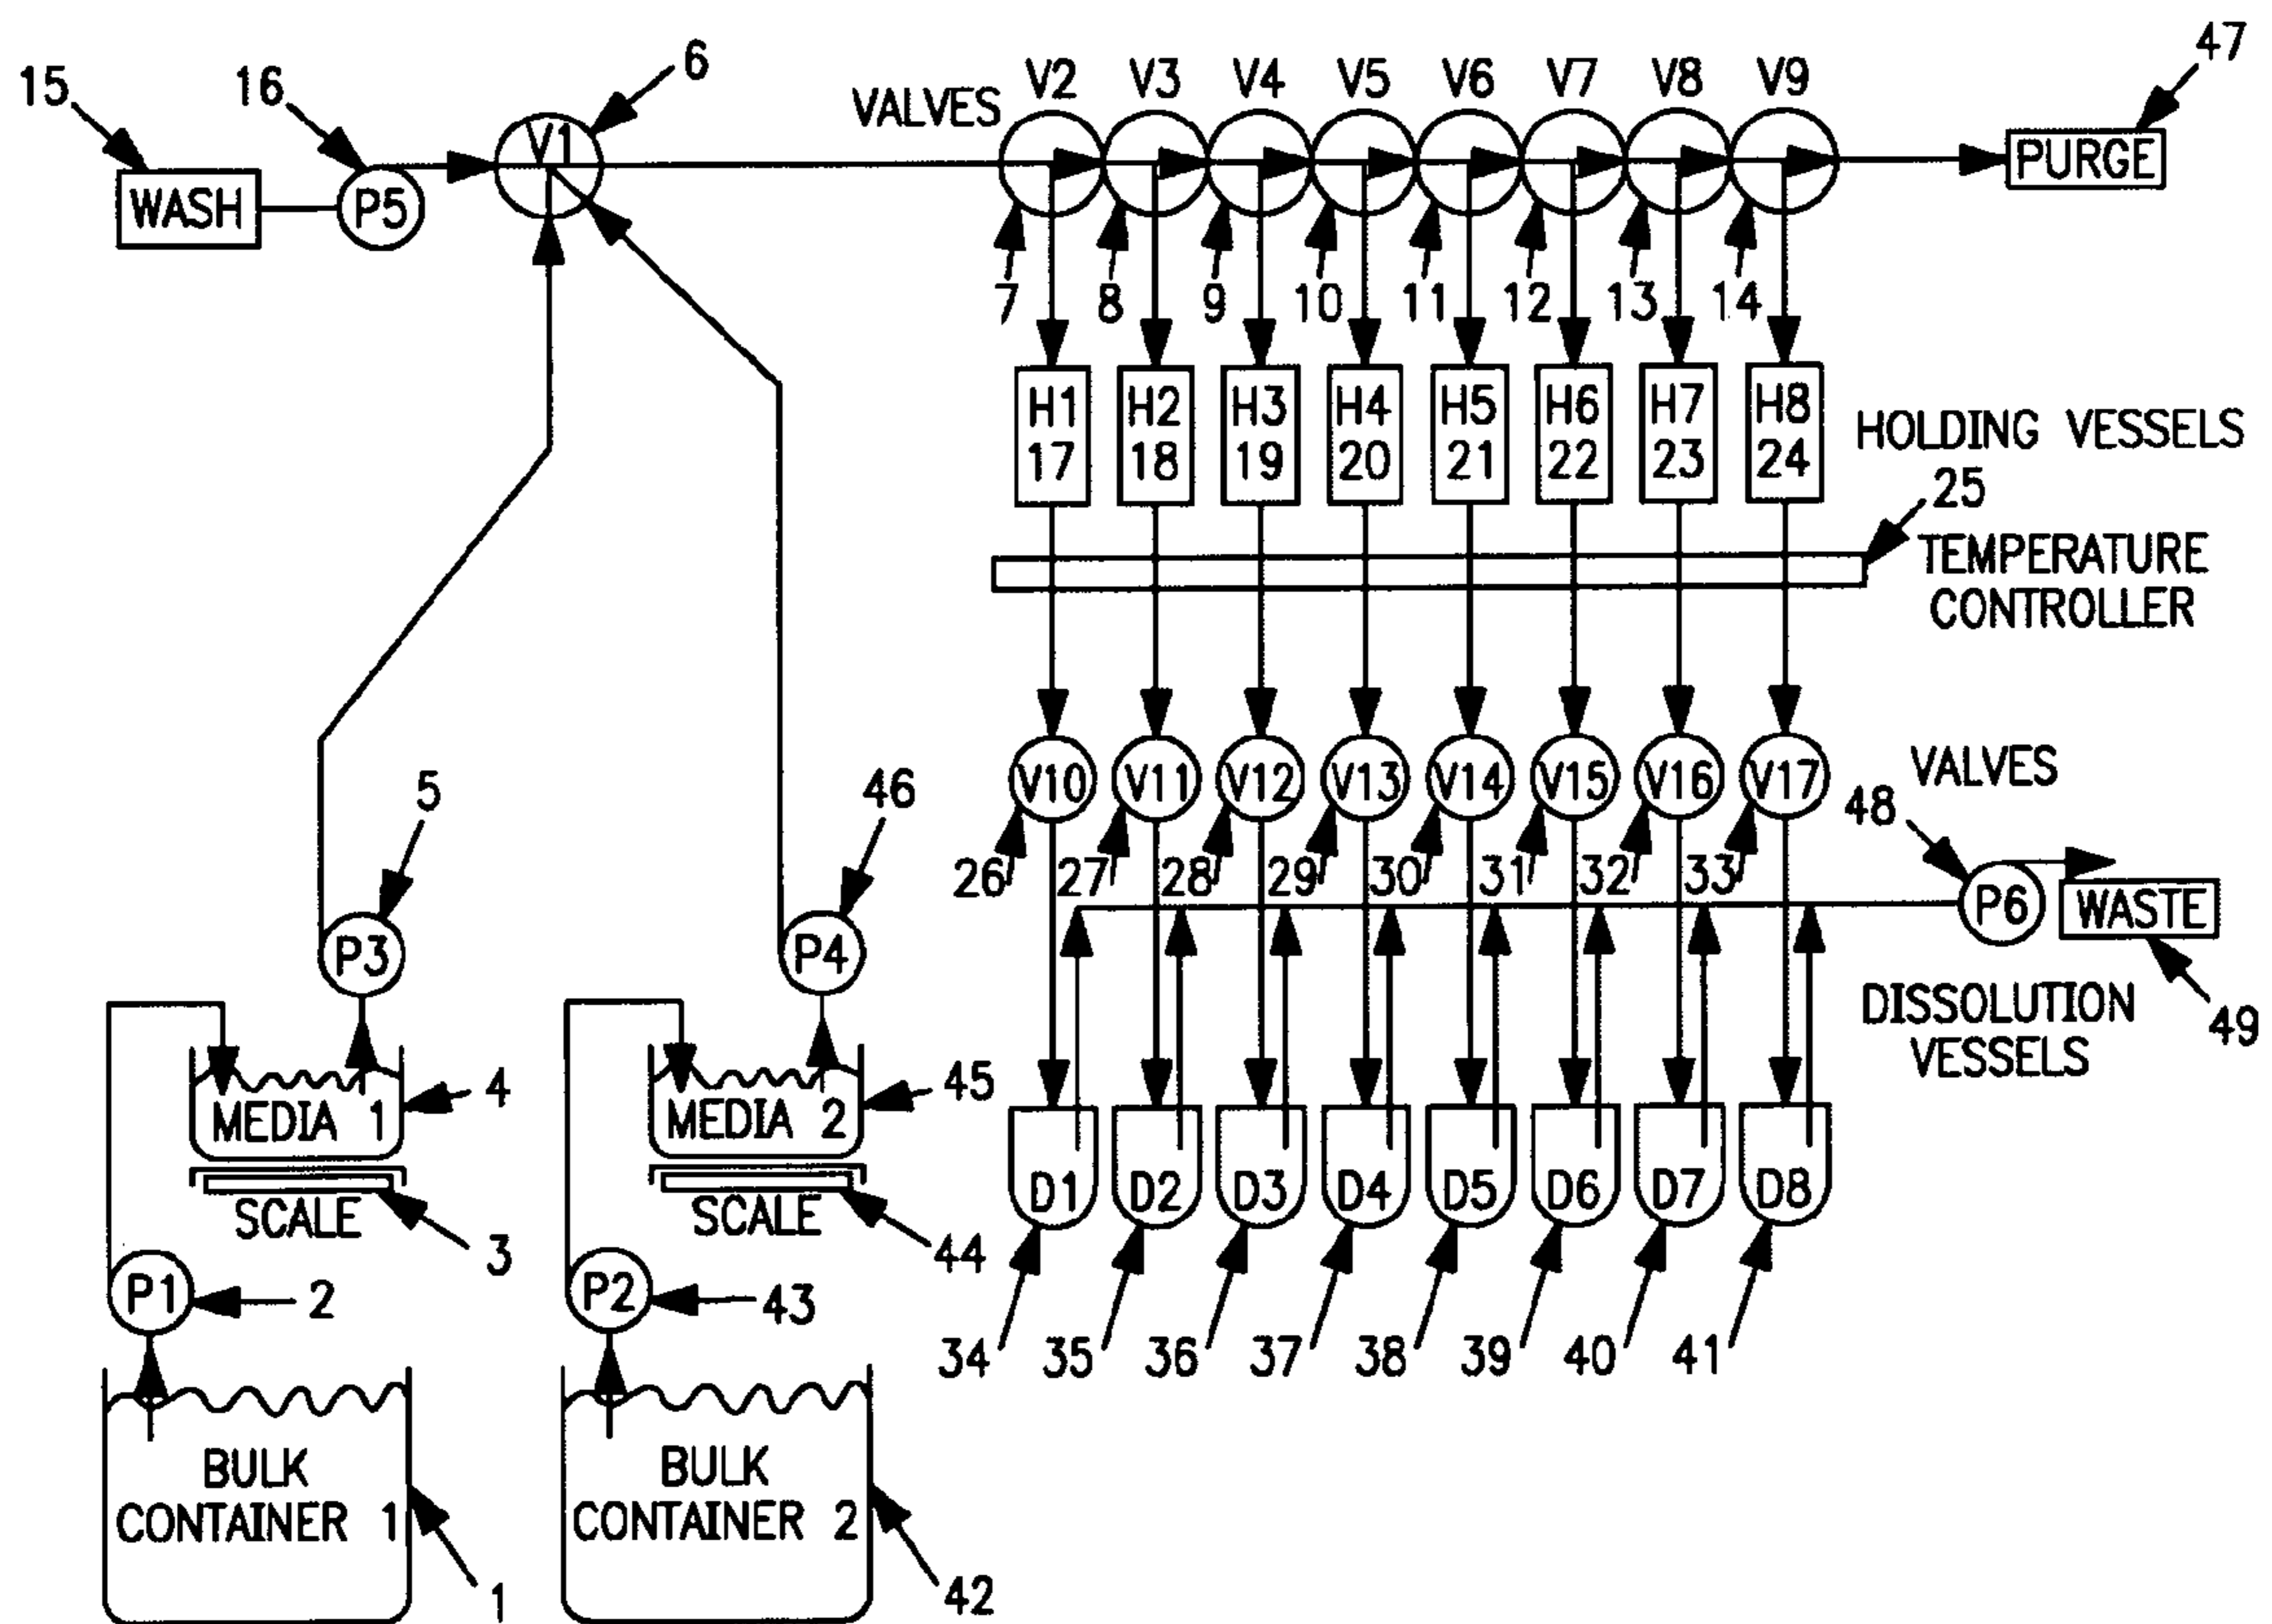 15
16
6
VALVES
V2 V3 V4 V5 V6 V7 V8 V9
47
WASH
P5
V1
PURGE
7 8 9 10 11 12 13 14
H1 H2 H3 H4 H5 H6 H7 H8
17 18 19 20 21 22 23 24
HOLDING VESSELS
25
TEMPERATURE
CONTROLLER
V10 V11 V12 V13 V14 V15 V16 V17
VALVES
26 27 28 29 30 31 32 33
48
P6
WASTE
49
DISSOLUTION
VESSELS
D1 D2 D3 D4 D5 D6 D7 D8
34 35 36 37 38 39 40 41
5
P3
46
P4
MEDIA 1
4
SCALE
3
MEDIA 2
45
SCALE
44
P1
2
P2
43
BULK
CONTAINER 1
1
BULK
CONTAINER 2
42